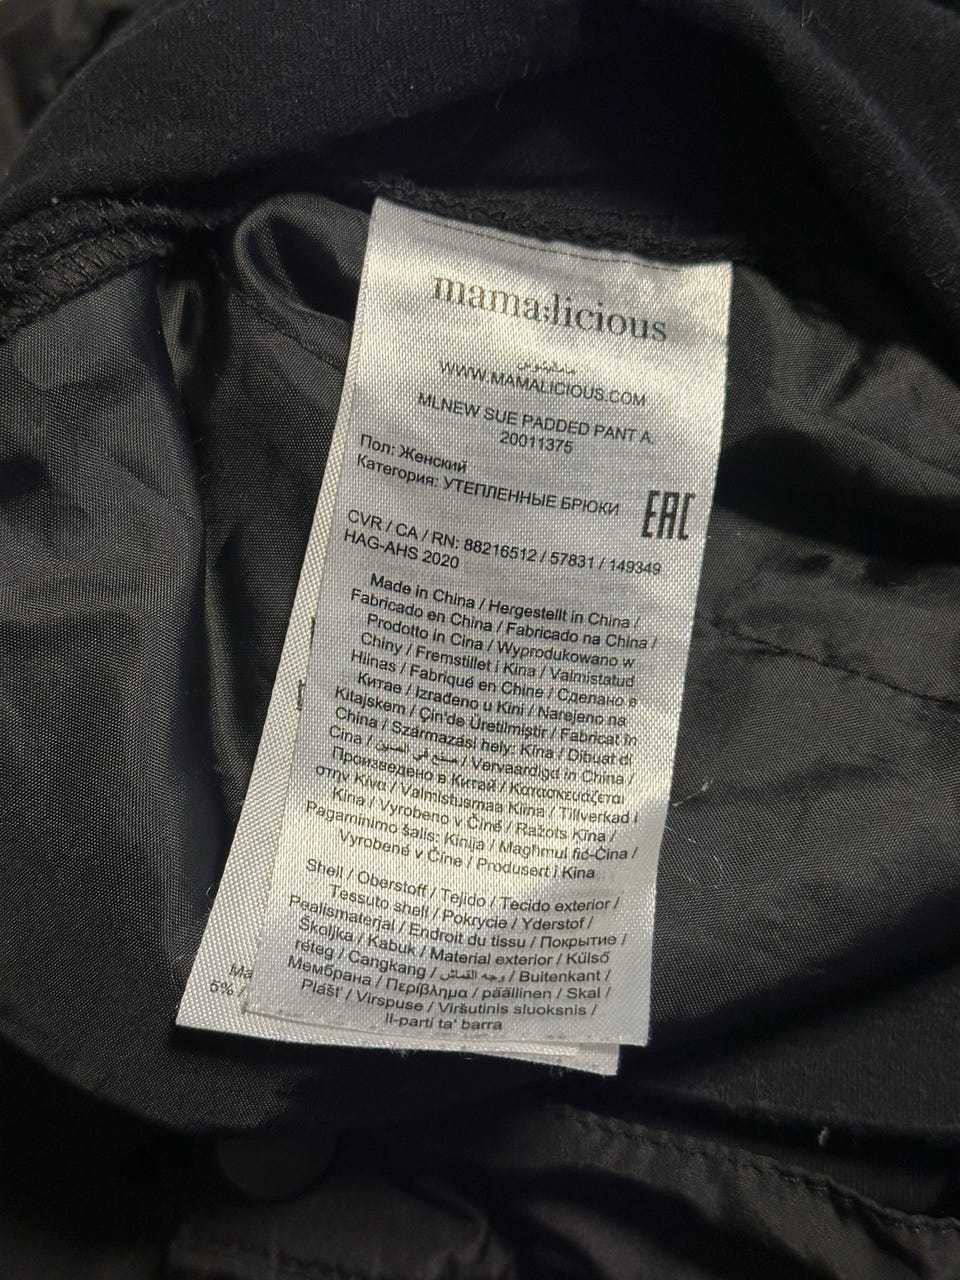 mama;licious
ماماليشوس
WWW.MAMALICIOUS.COM
MLNEW SUE PADDED PANT A.
20011375
Пол: Женский
Категория: УТЕПЛЕННЫЕ БРЮКИ
EAC
CVR / CA / RN: 88216512 / 57831 / 149349
HAG-AHS 2020
Made in China / Hergestellt in China /
Fabricado en China / Fabricado na China /
Prodotto in Cina / Wyprodukowano w
Chiny / Fremstillet i Kina / Valmistatud
Hiinas / Fabriqué en Chine / Сделано в
Китае / Izrađeno u Kini / Narejeno na
Kitajskem / Çin'de Üretilmiştir / Fabricat în
China / Származási hely: Kína / Dibuat di
Cina / صنع في الصين / Vervaardigd in China /
Произведено в Китай / Κατασκευάζεται
στην Κίνα / Valmistusmaa Kiina / Tillverkad i
Kina / Vyrobeno v Číně / Ražots Ķīna /
Pagaminimo šalis: Kinija / Maghmul fiċ-Ċina /
Vyrobené v Číne / Produsert i Kina
Shell / Oberstoff / Tejido / Tecido exterior /
Tessuto shell / Pokrycie / Yderstof /
Pealismaterjal / Endroit du tissu / Покрытие /
Školjka / Kabuk / Material exterior / Külső
réteg / Cangkang / وجه القماش / Buitenkant /
Мембрана / Περίβλημα / päällinen / Skal /
Plášť / Virspuse / Viršutinis sluoksnis /
Il-parti ta' barra
Ma
5% /